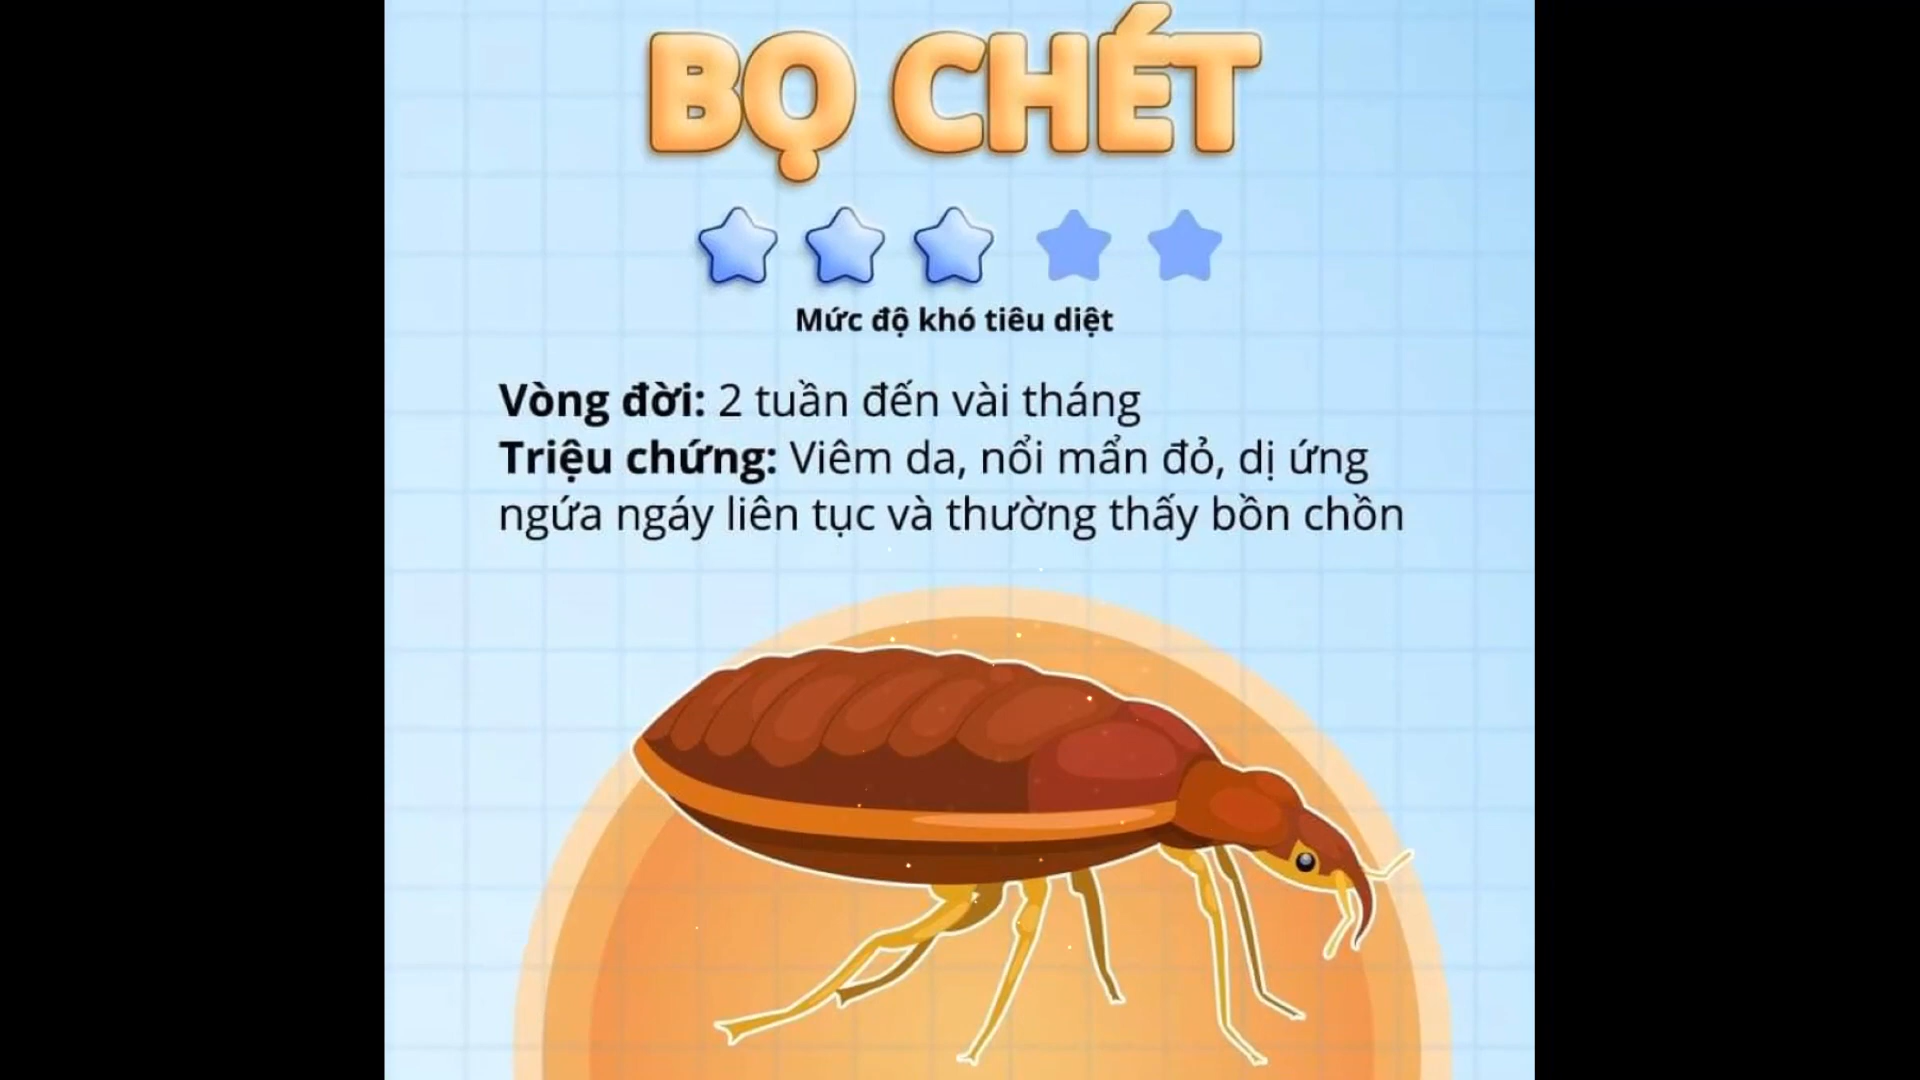 BỌ CHÉT
Mức độ khó tiêu diệt
Vòng đời: 2 tuần đến vài tháng
Triệu chứng: Viêm da, nổi mẩn đỏ, dị ứng
ngứa ngáy liên tục và thường thấy bồn chồn